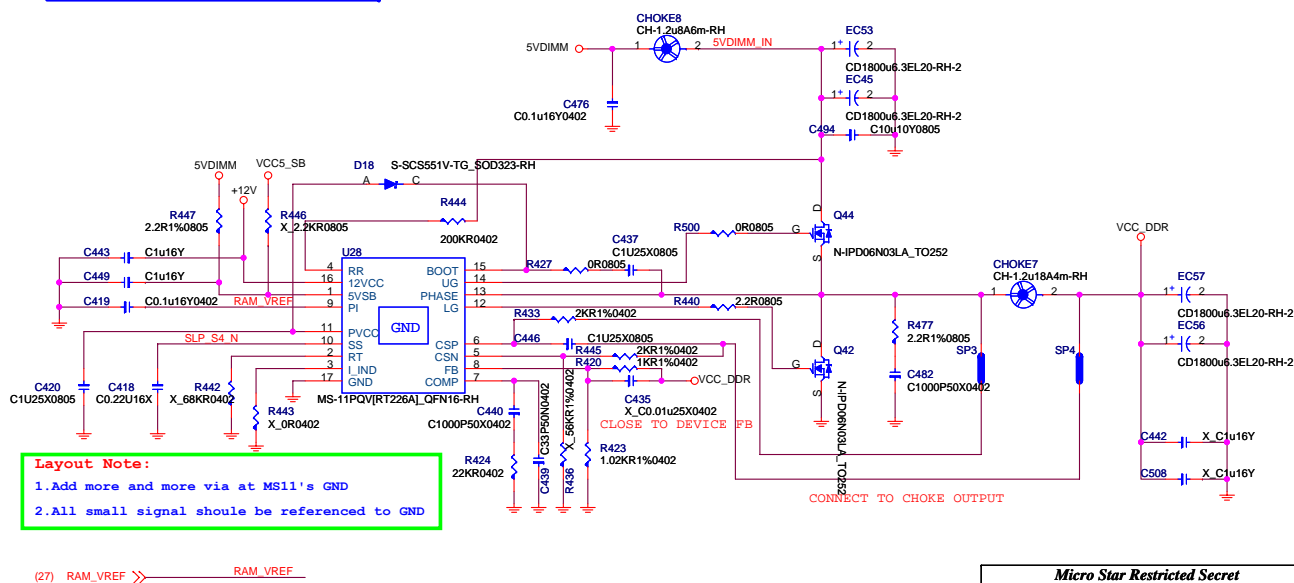 CHOKE8
CH-1.2u8A6m-RH
5VDIMM
1
2
5VDIMM_IN
EC53
1
+
2
CD1800u6.3EL20-RH-2
EC45
1
+
2
CD1800u6.3EL20-RH-2
C476
C0.1u16Y0402
C494
C10u10Y0805
5VDIMM
VCC5_SB
+12V
D18
S-SCS551V-TG_SOD323-RH
A
C
R447
2.2R1%0805
R446
X_2.2KR0805
R444
200KR0402
C443
C1u16Y
C449
C1u16Y
C419
C0.1u16Y0402
RAM_VREF
U28
4
RR
16
12VCC
1
5VSB
9
PI
11
PVCC
10
SS
2
RT
3
I_IND
17
GND
GND
BOOT
15
UG
14
PHASE
13
LG
12
CSP
6
CSN
5
FB
8
COMP
7
MS-11PQV[RT226A]_QFN16-RH
SLP_S4_N
C420
C1U25X0805
C418
C0.22U16X
R442
X_68KR0402
R443
X_0R0402
R427
0R0805
C437
C1U25X0805
R500
0R0805
G
D
S
Q44
N-IPD06N03LA_TO252
R440
2.2R0805
R433
2KR1%0402
C446
C1U25X0805
R445
2KR1%0402
R420
1KR1%0402
VCC_DDR
C435
X_C0.01u25X0402
CLOSE TO DEVICE FB
C440
C1000P50X0402
R424
22KR0402
C439
C33P50N0402
R436
X_56KR1%0402
R423
1.02KR1%0402
G
D
S
Q42
N-IPD06N03LA_TO252
R477
2.2R1%0805
C482
C1000P50X0402
SP3
SP4
CHOKE7
CH-1.2u18A4m-RH
1
2
VCC_DDR
EC57
1
+
2
CD1800u6.3EL20-RH-2
EC56
1
+
2
CD1800u6.3EL20-RH-2
C442
X_C1u16Y
C508
X_C1u16Y
CONNECT TO CHOKE OUTPUT
Layout Note:
1.Add more and more via at MS11's GND
2.All small signal shoule be referenced to GND
(27) RAM_VREF
RAM_VREF
Micro Star Restricted Secret